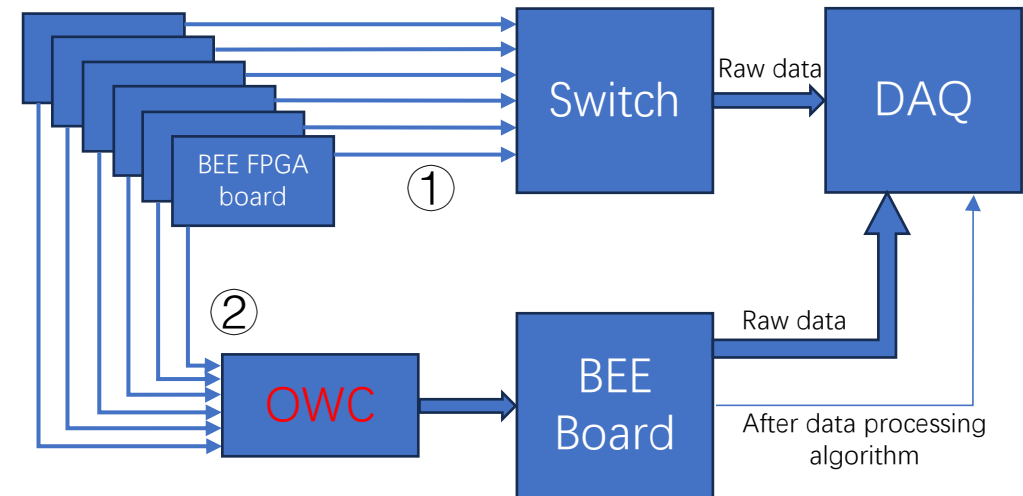 Switch
Raw data
DAQ
BEE FPGA
board
①
②
OWC
BEE
Board
Raw data
After data processing
algorithm